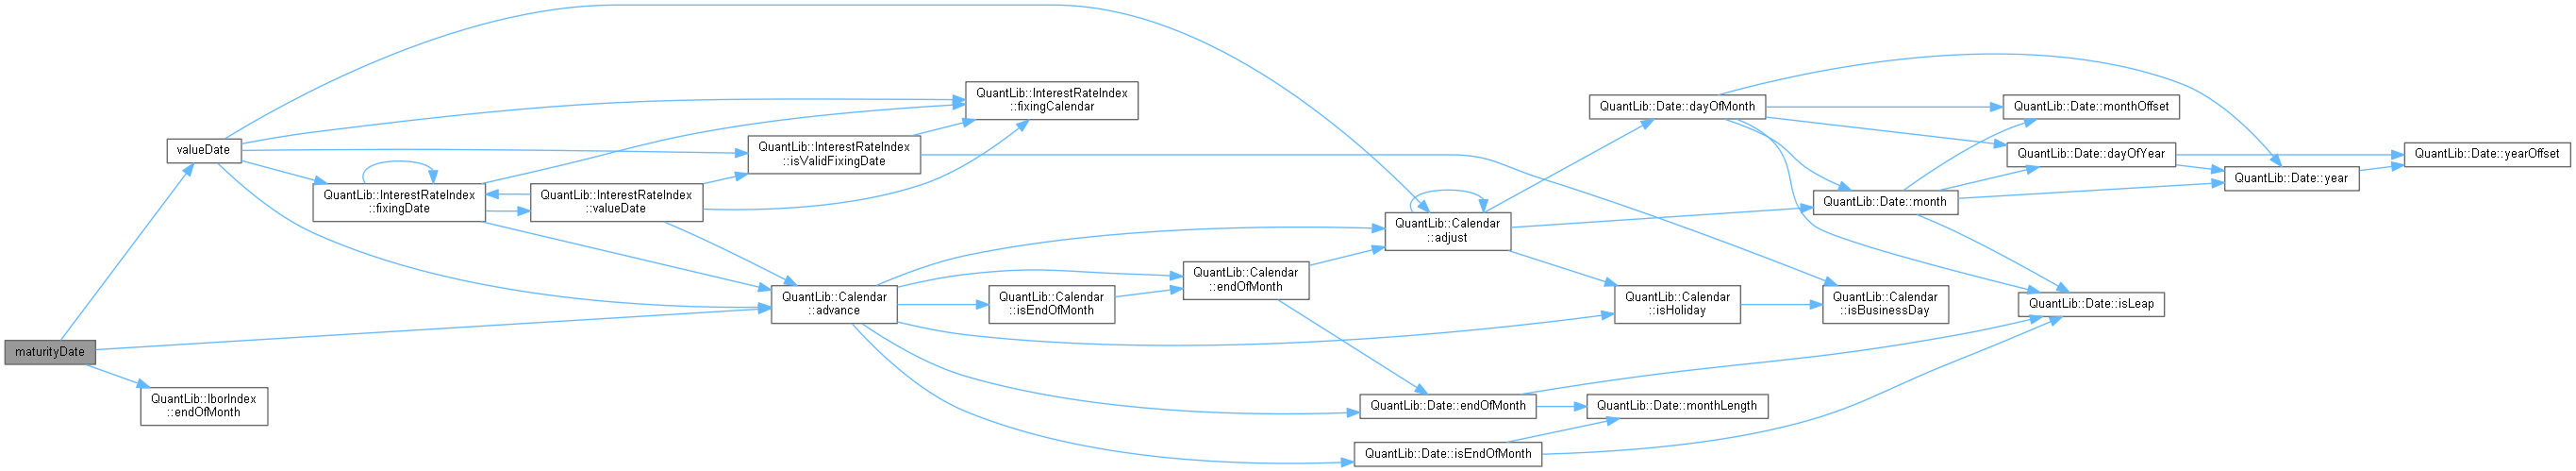 maturityDate
valueDate
QuantLib::IborIndex
::endOfMonth
QuantLib::InterestRateIndex
::fixingDate
QuantLib::InterestRateIndex
::valueDate
QuantLib::InterestRateIndex
::isValidFixingDate
QuantLib::Calendar
::advance
QuantLib::InterestRateIndex
::fixingCalendar
QuantLib::Calendar
::isEndOfMonth
QuantLib::Calendar
::endOfMonth
QuantLib::Calendar
::adjust
QuantLib::Date::endOfMonth
QuantLib::Date::isEndOfMonth
QuantLib::Date::dayOfMonth
QuantLib::Calendar
::isHoliday
QuantLib::Date::monthLength
QuantLib::Date::month
QuantLib::Calendar
::isBusinessDay
QuantLib::Date::monthOffset
QuantLib::Date::dayOfYear
QuantLib::Date::isLeap
QuantLib::Date::year
QuantLib::Date::yearOffset